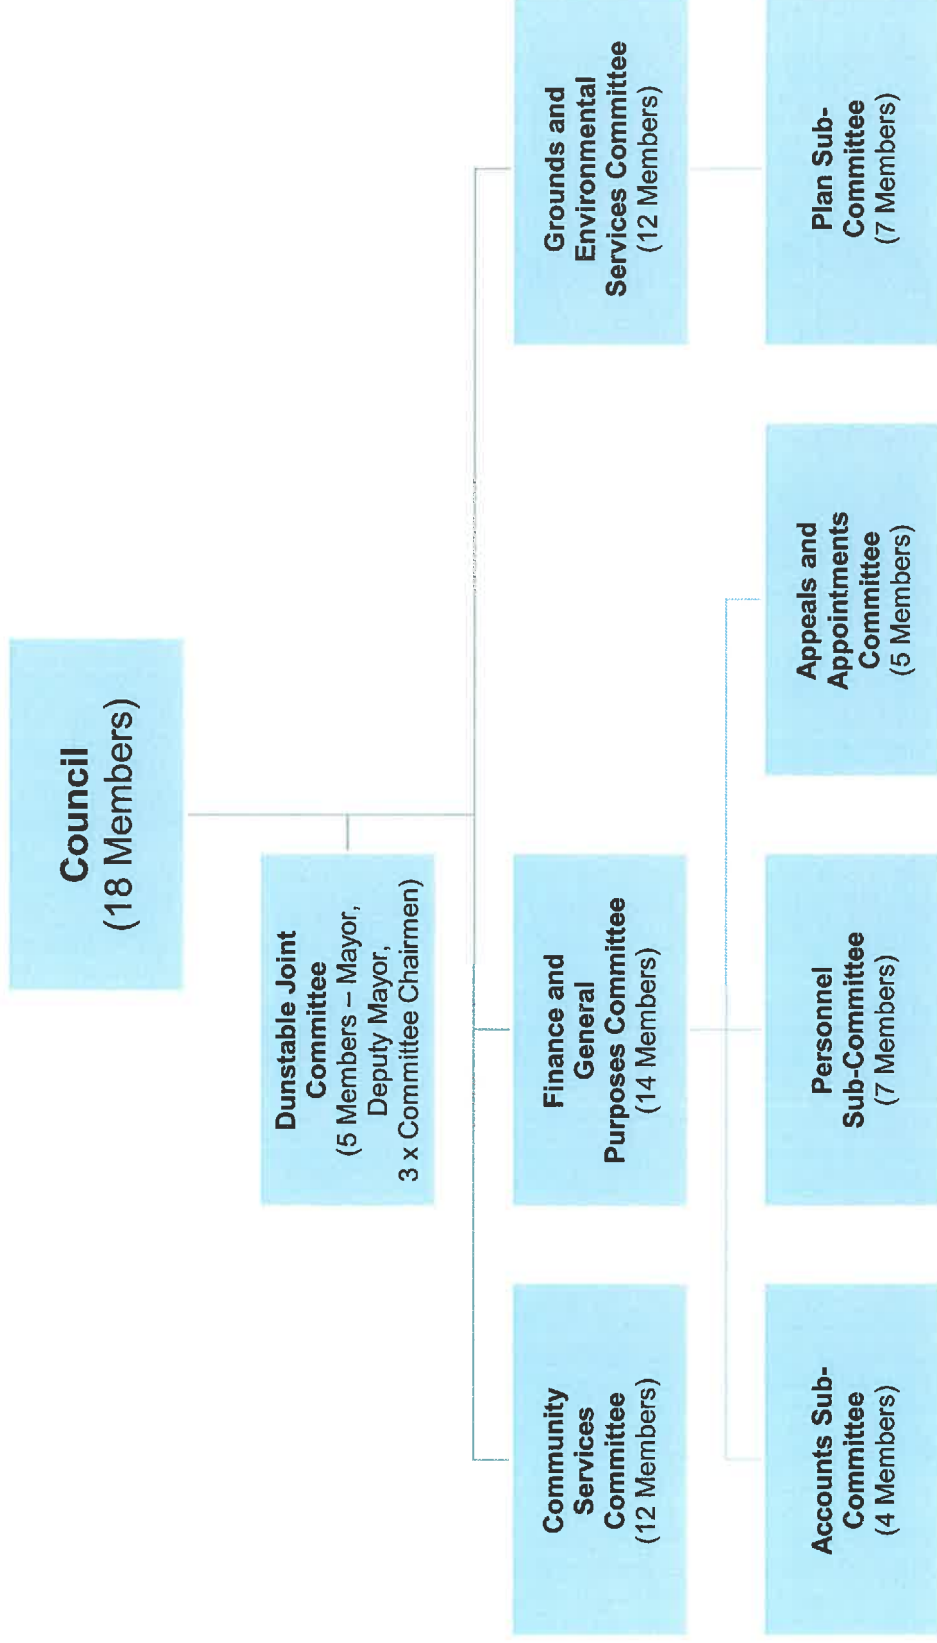 Council
(18 Members)
Dunstable Joint
Committee
(5 Members – Mayor,
Deputy Mayor,
3 x Committee Chairmen)
Community
Services
Committee
(12 Members)
Finance and
General
Purposes Committee
(14 Members)
Grounds and
Environmental
Services Committee
(12 Members)
Accounts Sub-
Committee
(4 Members)
Personnel
Sub-Committee
(7 Members)
Appeals and
Appointments
Committee
(5 Members)
Plan Sub-
Committee
(7 Members)